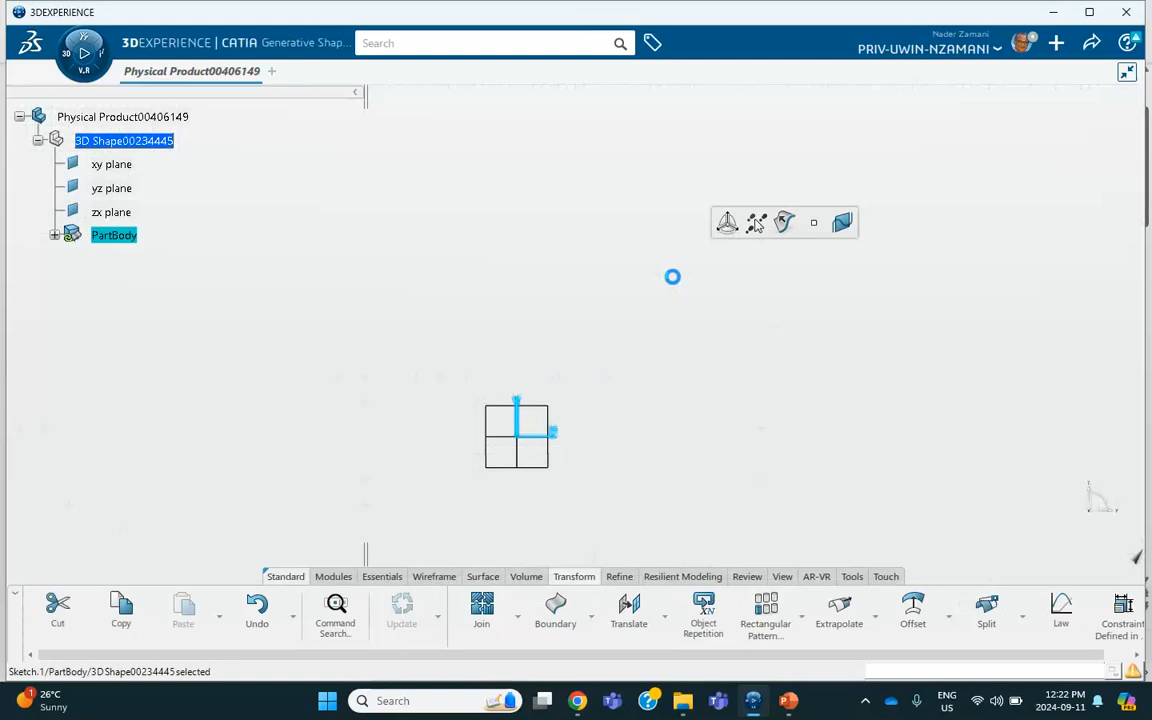 3DEXPERIENCE
3DEXPERIENCE | CATIA Generative Shap...
Search
Nader Zamani
PRIV-UWIN-NZAMANI
3D
V.R
Physical Product00406149
Physical Product00406149
3D Shape00234445
xy plane
yz plane
zx plane
PartBody
Standard
Modules
Essentials
Wireframe
Surface
Volume
Transform
Refine
Resilient Modeling
Review
View
AR-VR
Tools
Touch
Cut
Copy
Paste
Undo
Command
Search...
Update
Join
Boundary
Translate
Object
Repetition
Rectangular
Pattern...
Extrapolate
Offset
Split
Law
Constraint
Defined in...
Sketch.1/PartBody/3D Shape00234445 selected
26°C
Sunny
Search
ENG
US
12:22 PM
2024-09-11